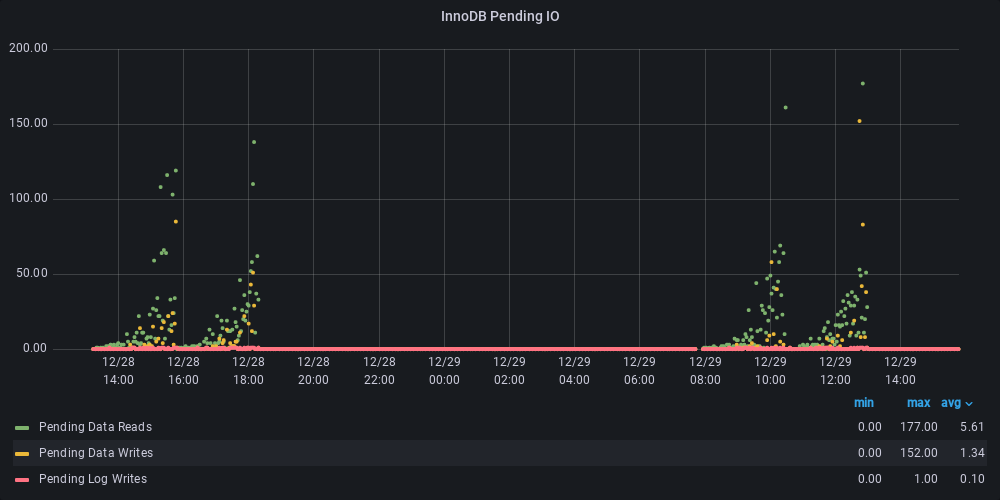 InnoDB Pending IO
200.00
150.00
100.00
50.00
0.00
12/28 12/28 12/28 12/28 12/28 12/29 12/29 12/29 12/29 12/29 12/29 12/29 12/29
14:00 16:00 18:00 20:00 22:00 00:00 02:00 04:00 06:00 08:00 10:00 12:00 14:00
min max avg
Pending Data Reads 0.00 177.00 5.61
Pending Data Writes 0.00 152.00 1.34
Pending Log Writes 0.00 1.00 0.10